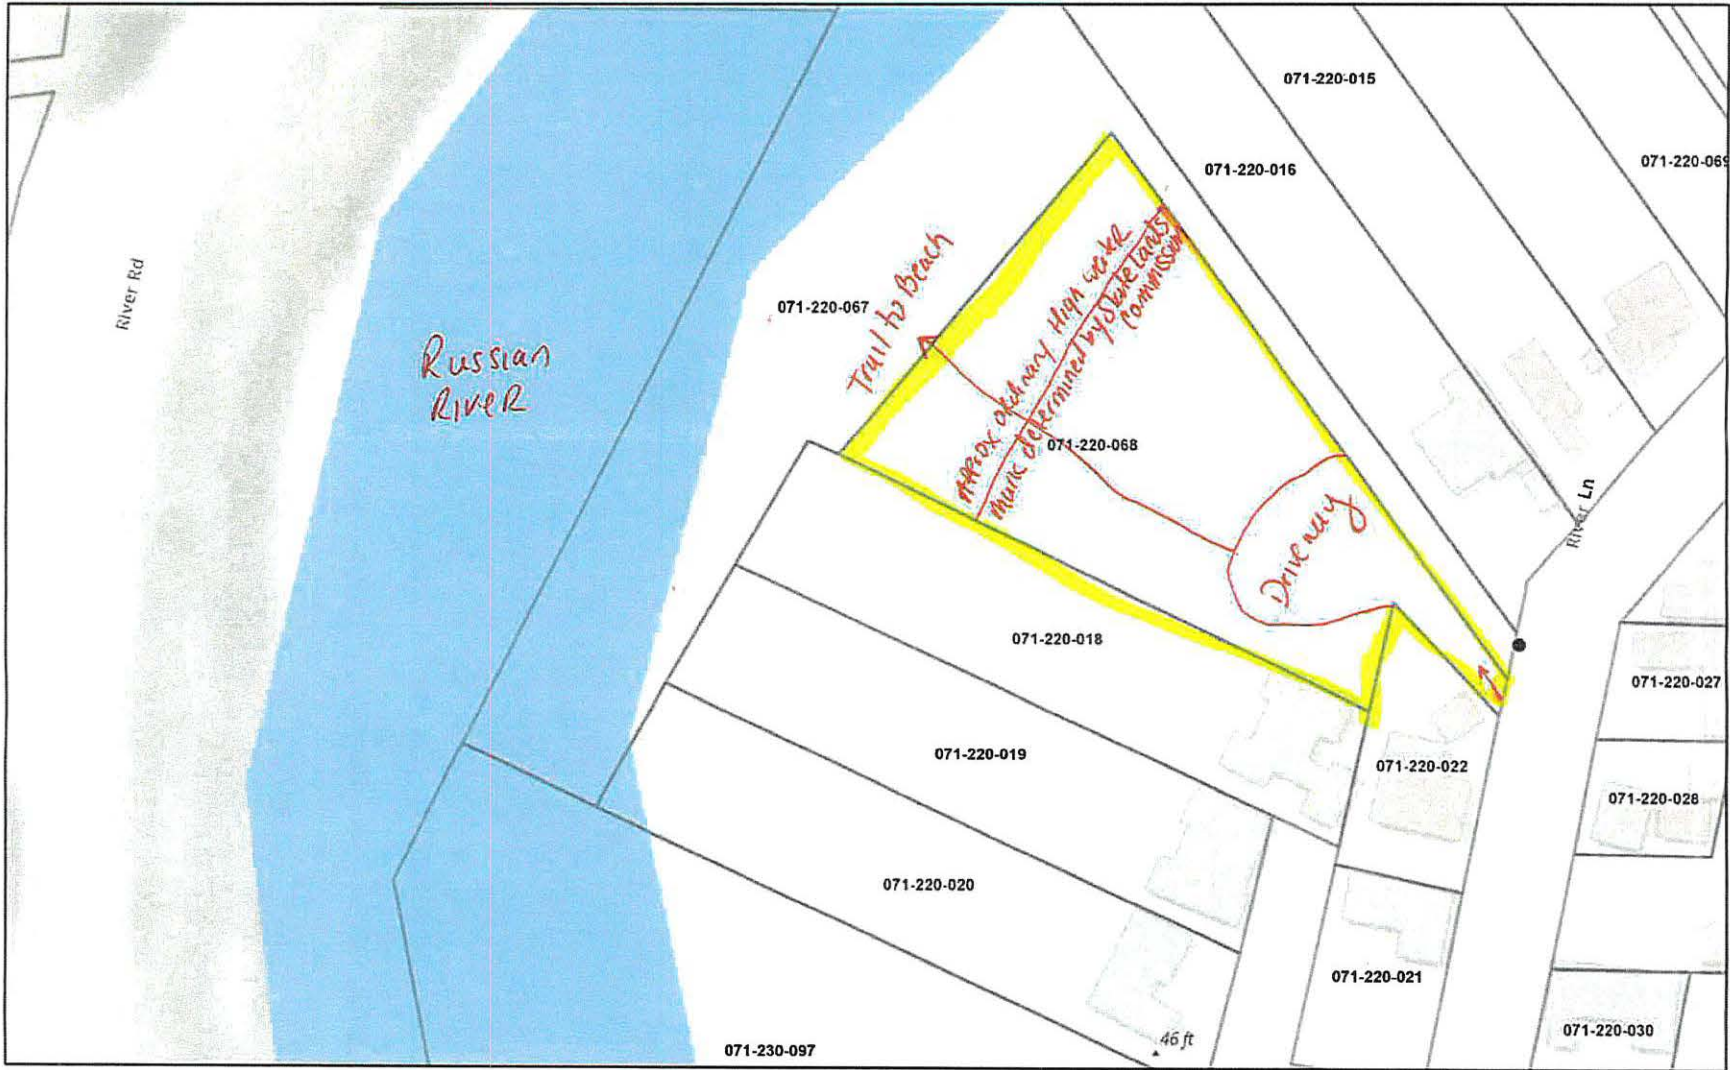 071-220-015
071-220-016
071-220-069
River Rd
Russian
River
071-220-067
Trail to Beach
Approx ordinary High water
Mark determined by State Lands
Commission
071-220-068
Driveway
River Ln
071-220-018
071-220-019
071-220-020
071-220-022
071-220-021
071-220-027
071-220-028
071-220-030
071-230-097
46 ft